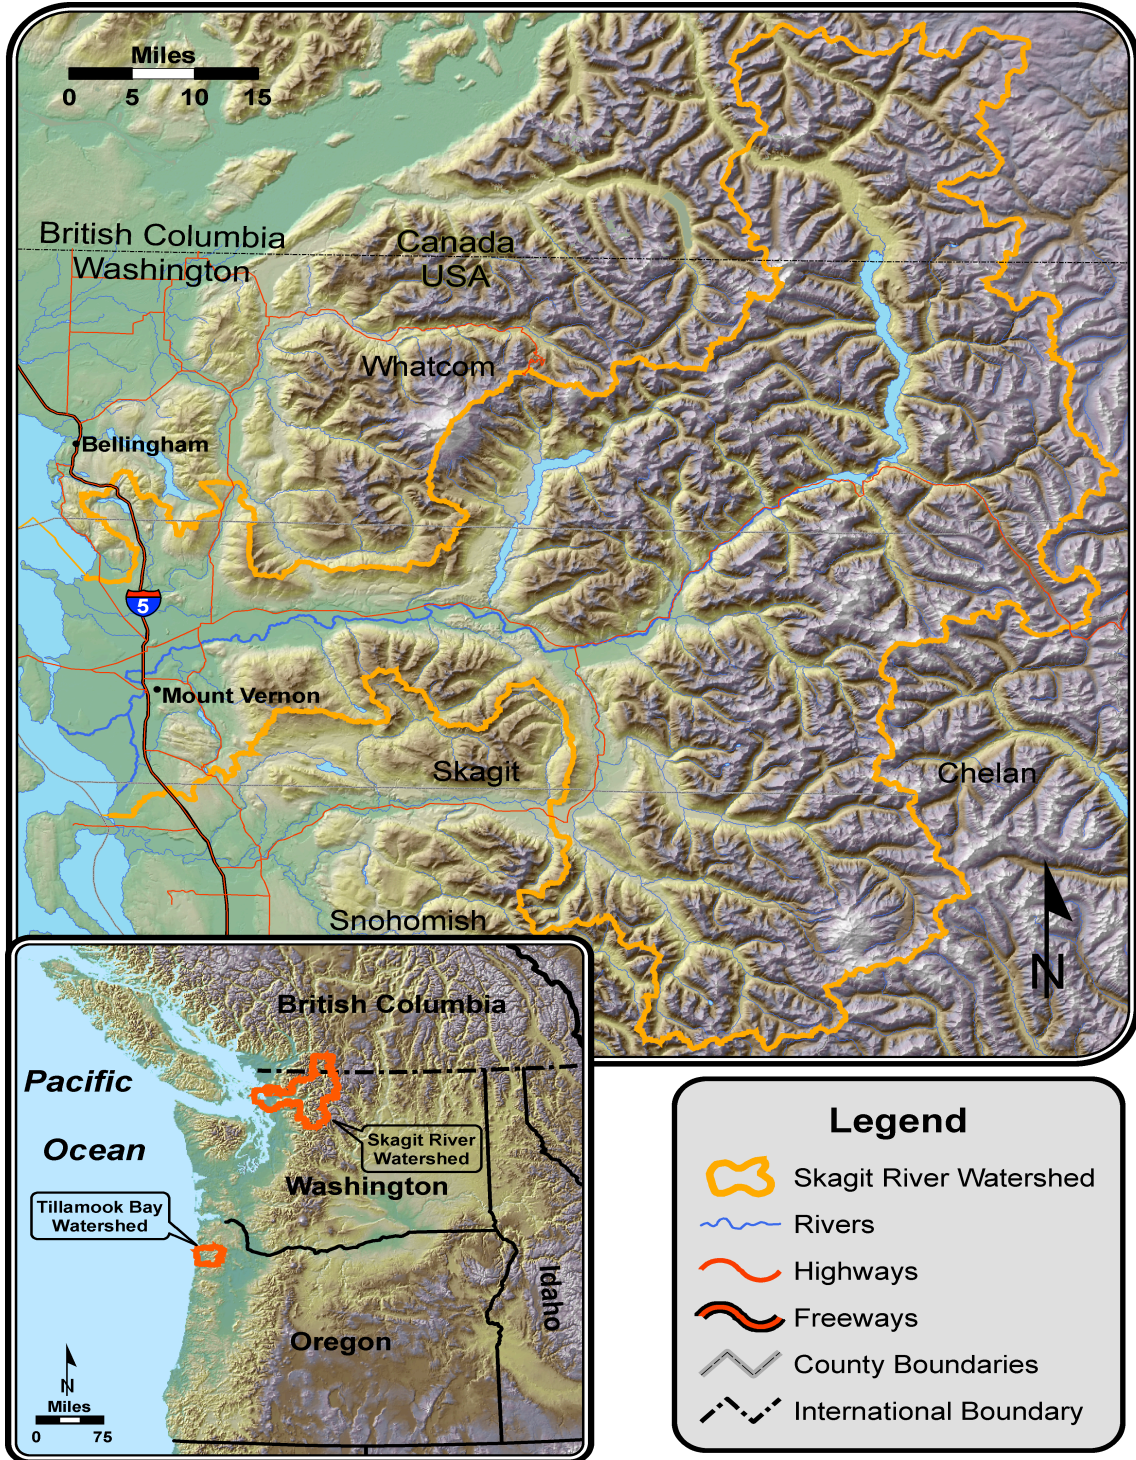 Miles
0 5 10 15
British Columbia
Washington
Canada
USA
Whatcom
Bellingham
5
Mount Vernon
Skagit
Chelan
Snohomish
N
British Columbia
Pacific
Ocean
Skagit River
Watershed
Washington
Tillamook Bay
Watershed
Idaho
Oregon
N
Miles
0 75
Legend
Skagit River Watershed
Rivers
Highways
Freeways
County Boundaries
International Boundary